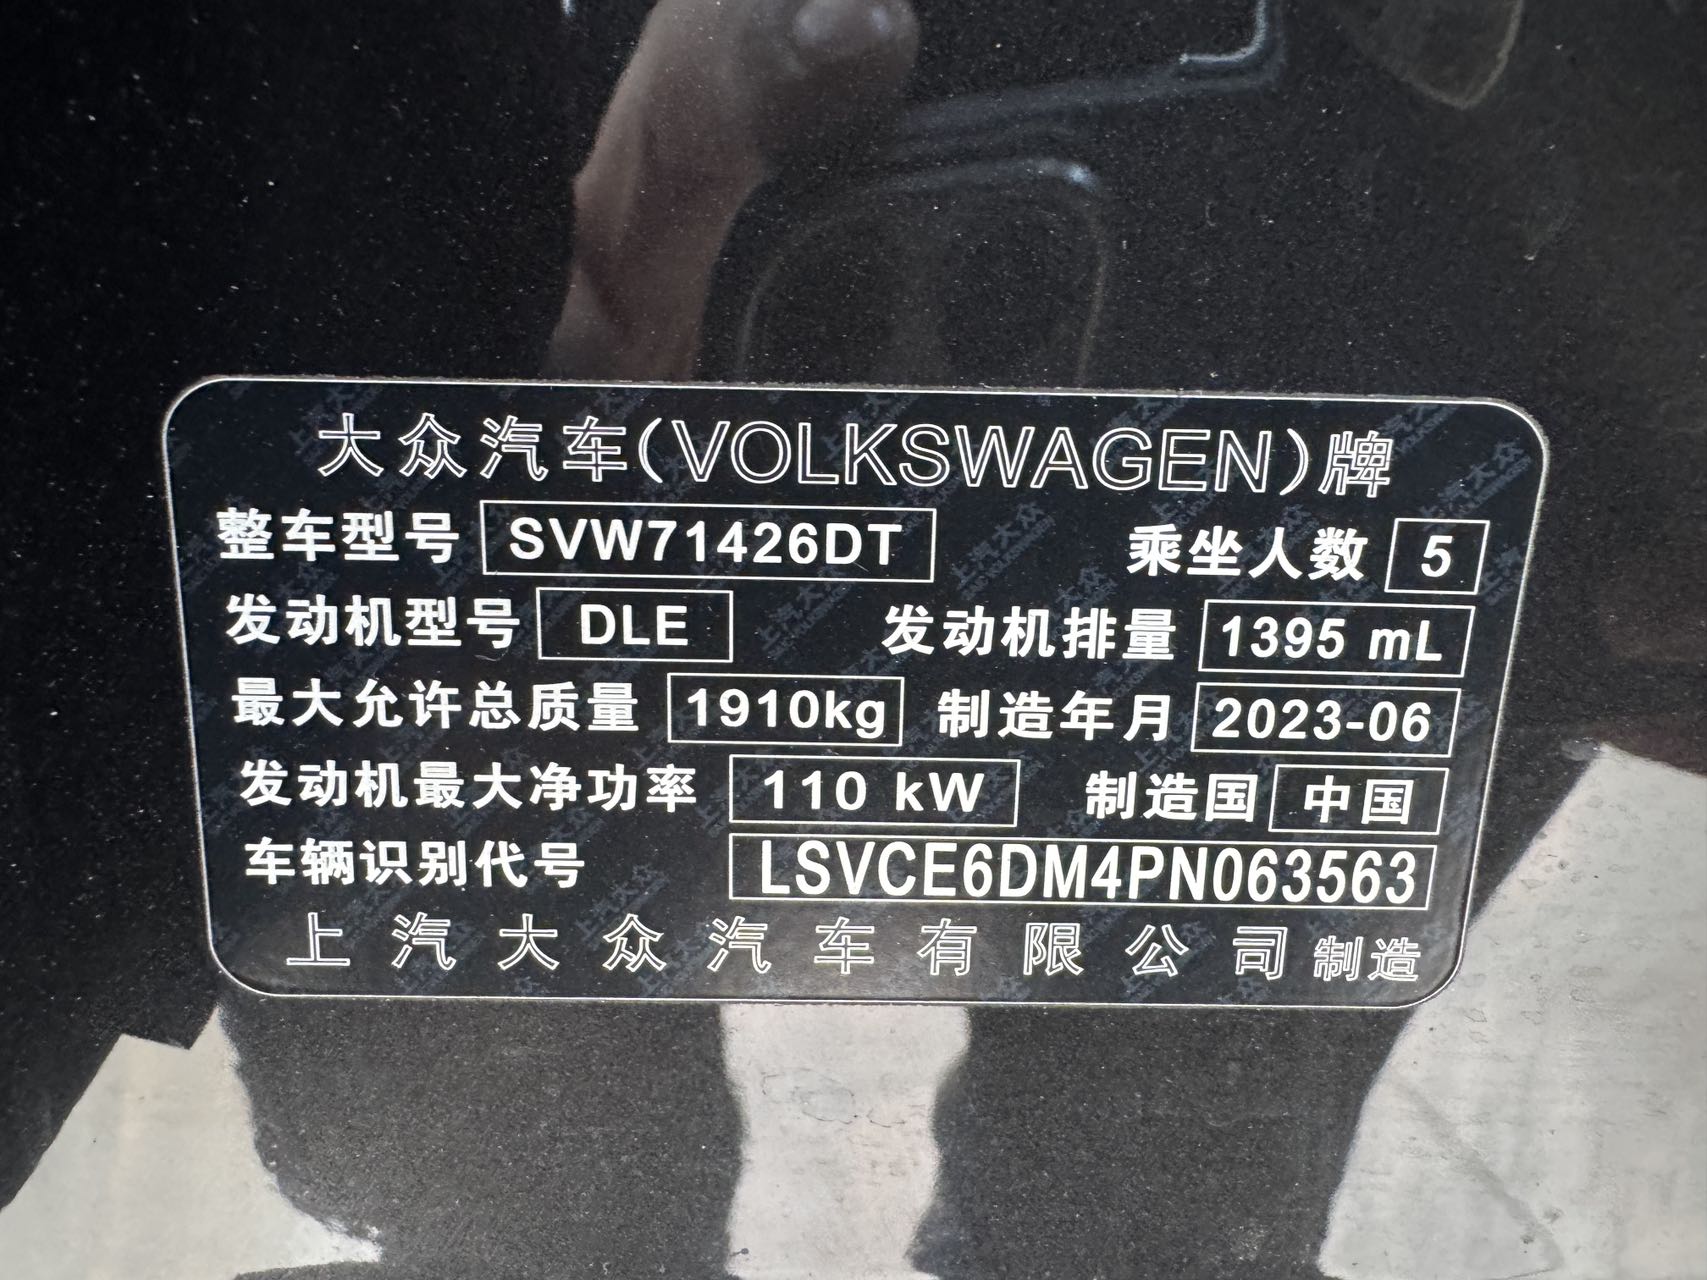 大众汽车(VOLKSWAGEN)牌
整车型号 SVW71426DT 乘坐人数 5
发动机型号 DLE 发动机排量 1395 mL
最大允许总质量 1910kg 制造年月 2023-06
发动机最大净功率 110 kW 制造国 中国
车辆识别代号 LSVCE6DM4PN063563
上汽大众汽车有限公司制造